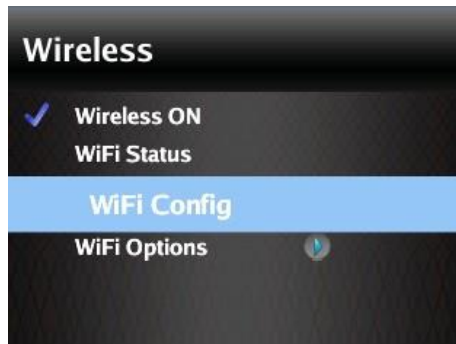 Wireless
Wireless ON
WiFi Status
WiFi Config
WiFi Options